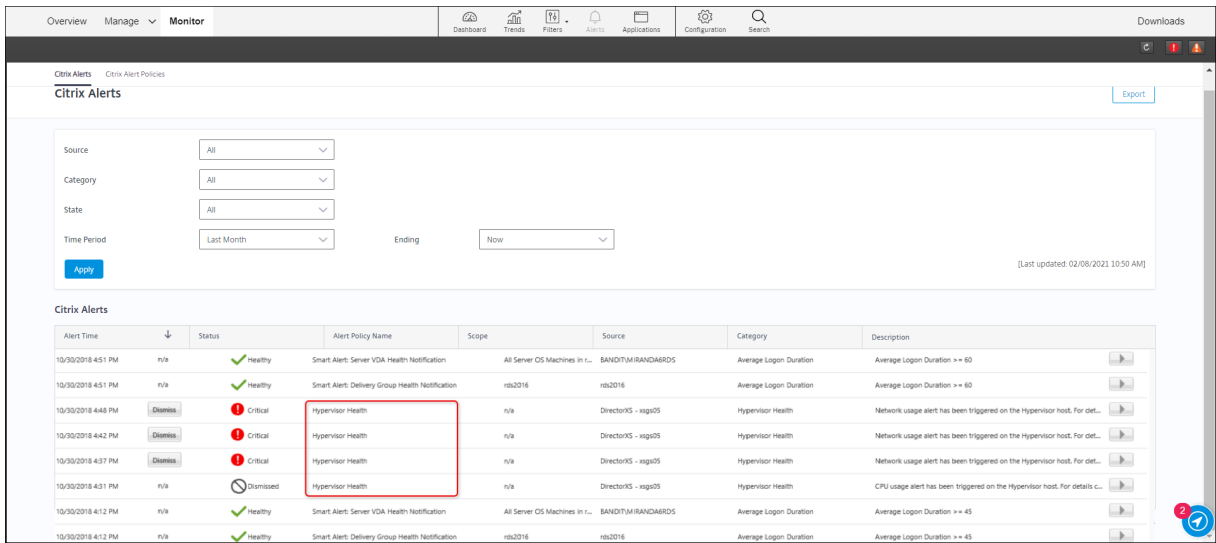 Overview Manage Monitor Dashboard Trends Filters Alerts Applications Configuration Search Downloads
Citrix Alerts Citrix Alert Policies
Citrix Alerts Export
Source All
Category All
State All
Time Period Last Month Ending Now
Apply [Last updated: 02/08/2021 10:50 AM]
Citrix Alerts
Alert Time Status Alert Policy Name Scope Source Category Description
10/30/2018 4:51 PM n/a Healthy Smart Alert: Server VDA Health Notification All Server OS Machines in r... BANDIT\MIRANDA6RDS Average Logon Duration Average Logon Duration >= 60
10/30/2018 4:51 PM n/a Healthy Smart Alert: Delivery Group Health Notification rds2016 rds2016 Average Logon Duration Average Logon Duration >= 60
10/30/2018 4:48 PM Dismiss Critical Hypervisor Health n/a DirectorXS - xsgs05 Hypervisor Health Network usage alert has been triggered on the Hypervisor host. For det...
10/30/2018 4:42 PM Dismiss Critical Hypervisor Health n/a DirectorXS - xsgs05 Hypervisor Health Network usage alert has been triggered on the Hypervisor host. For det...
10/30/2018 4:37 PM Dismiss Critical Hypervisor Health n/a DirectorXS - xsgs05 Hypervisor Health Network usage alert has been triggered on the Hypervisor host. For det...
10/30/2018 4:31 PM n/a Dismissed Hypervisor Health n/a DirectorXS - xsgs05 Hypervisor Health CPU usage alert has been triggered on the Hypervisor host. For details c...
10/30/2018 4:12 PM n/a Healthy Smart Alert: Server VDA Health Notification All Server OS Machines in r... BANDIT\MIRANDA6RDS Average Logon Duration Average Logon Duration >= 45
2
10/30/2018 4:12 PM n/a Healthy Smart Alert: Delivery Group Health Notification rds2016 rds2016 Average Logon Duration Average Logon Duration >= 45